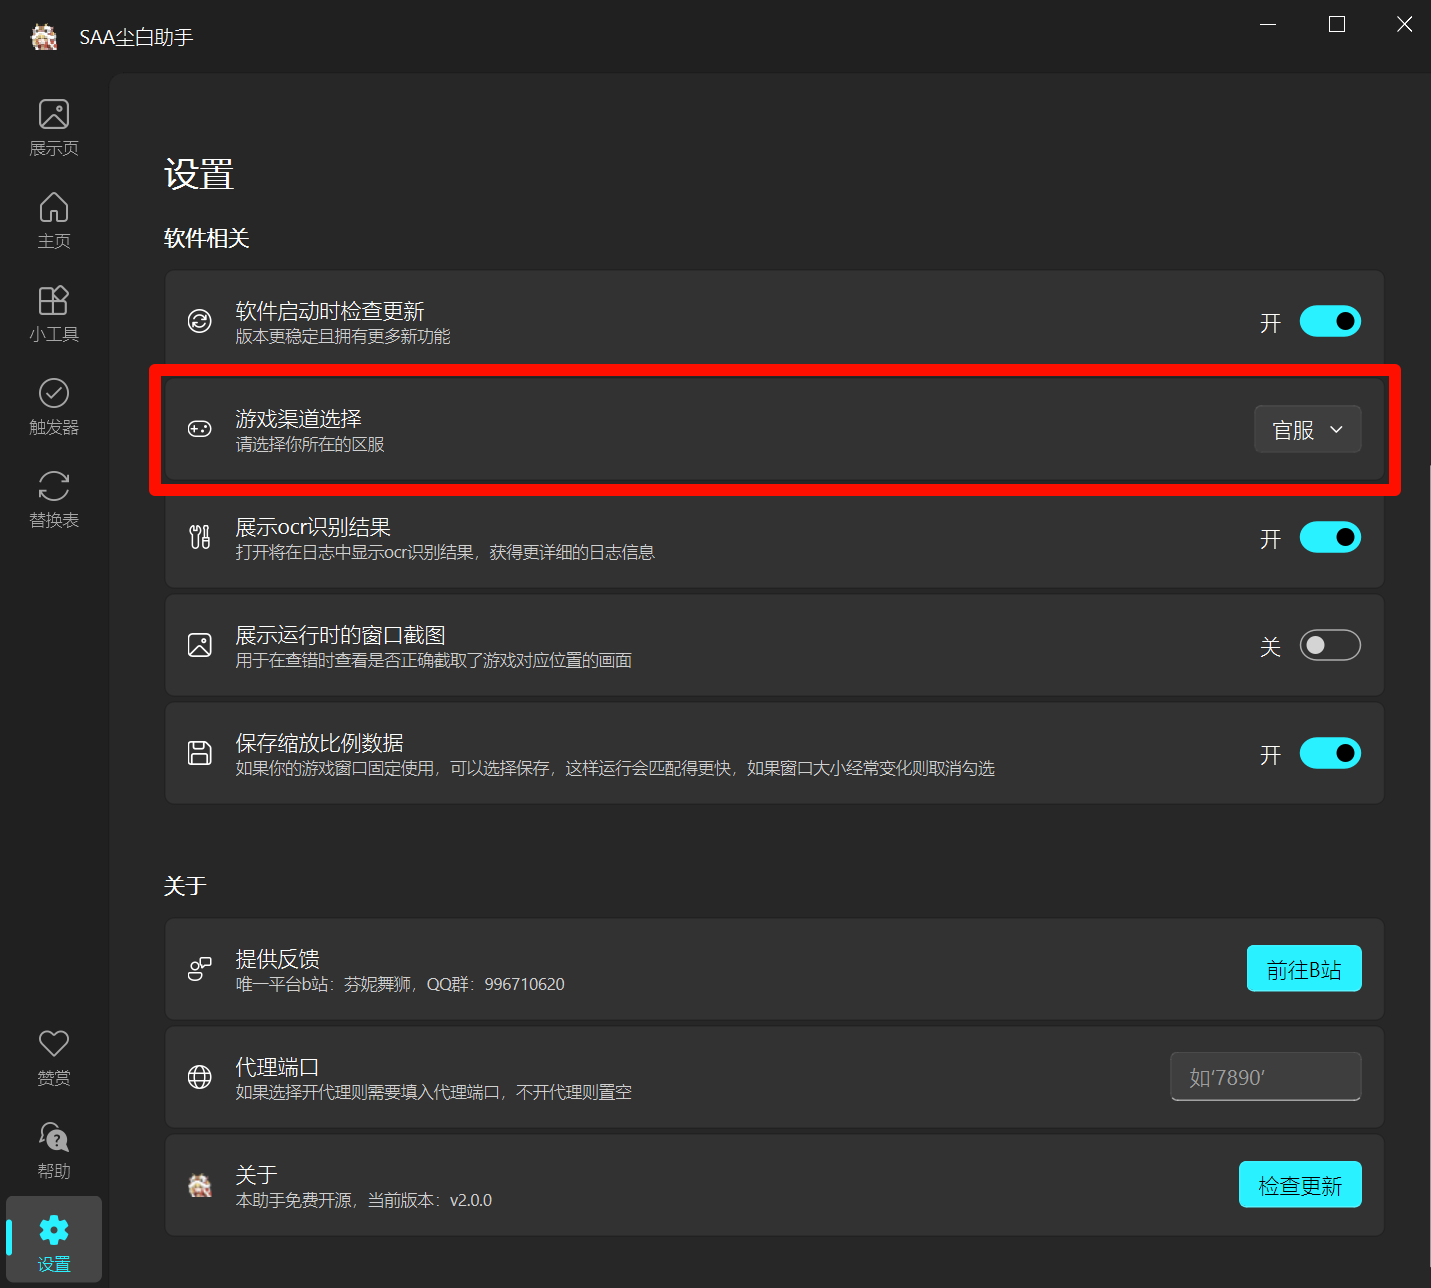 SAA尘白助手
展示页
主页
小工具
触发器
替换表
赞赏
帮助
设置
设置
软件相关
软件启动时检查更新
版本更稳定且拥有更多新功能
开
游戏渠道选择
请选择你所在的区服
官服
展示ocr识别结果
打开将在日志中显示ocr识别结果，获得更详细的日志信息
开
展示运行时的窗口截图
用于在查错时查看是否正确截取了游戏对应位置的画面
关
保存缩放比例数据
如果你的游戏窗口固定使用，可以选择保存，这样运行会匹配得更快，如果窗口大小经常变化则取消勾选
开
关于
提供反馈
唯一平台b站：芬妮舞狮，QQ群：996710620
前往B站
代理端口
如果选择开代理则需要填入代理端口，不开代理则置空
如‘7890’
关于
本助手免费开源，当前版本：v2.0.0
检查更新